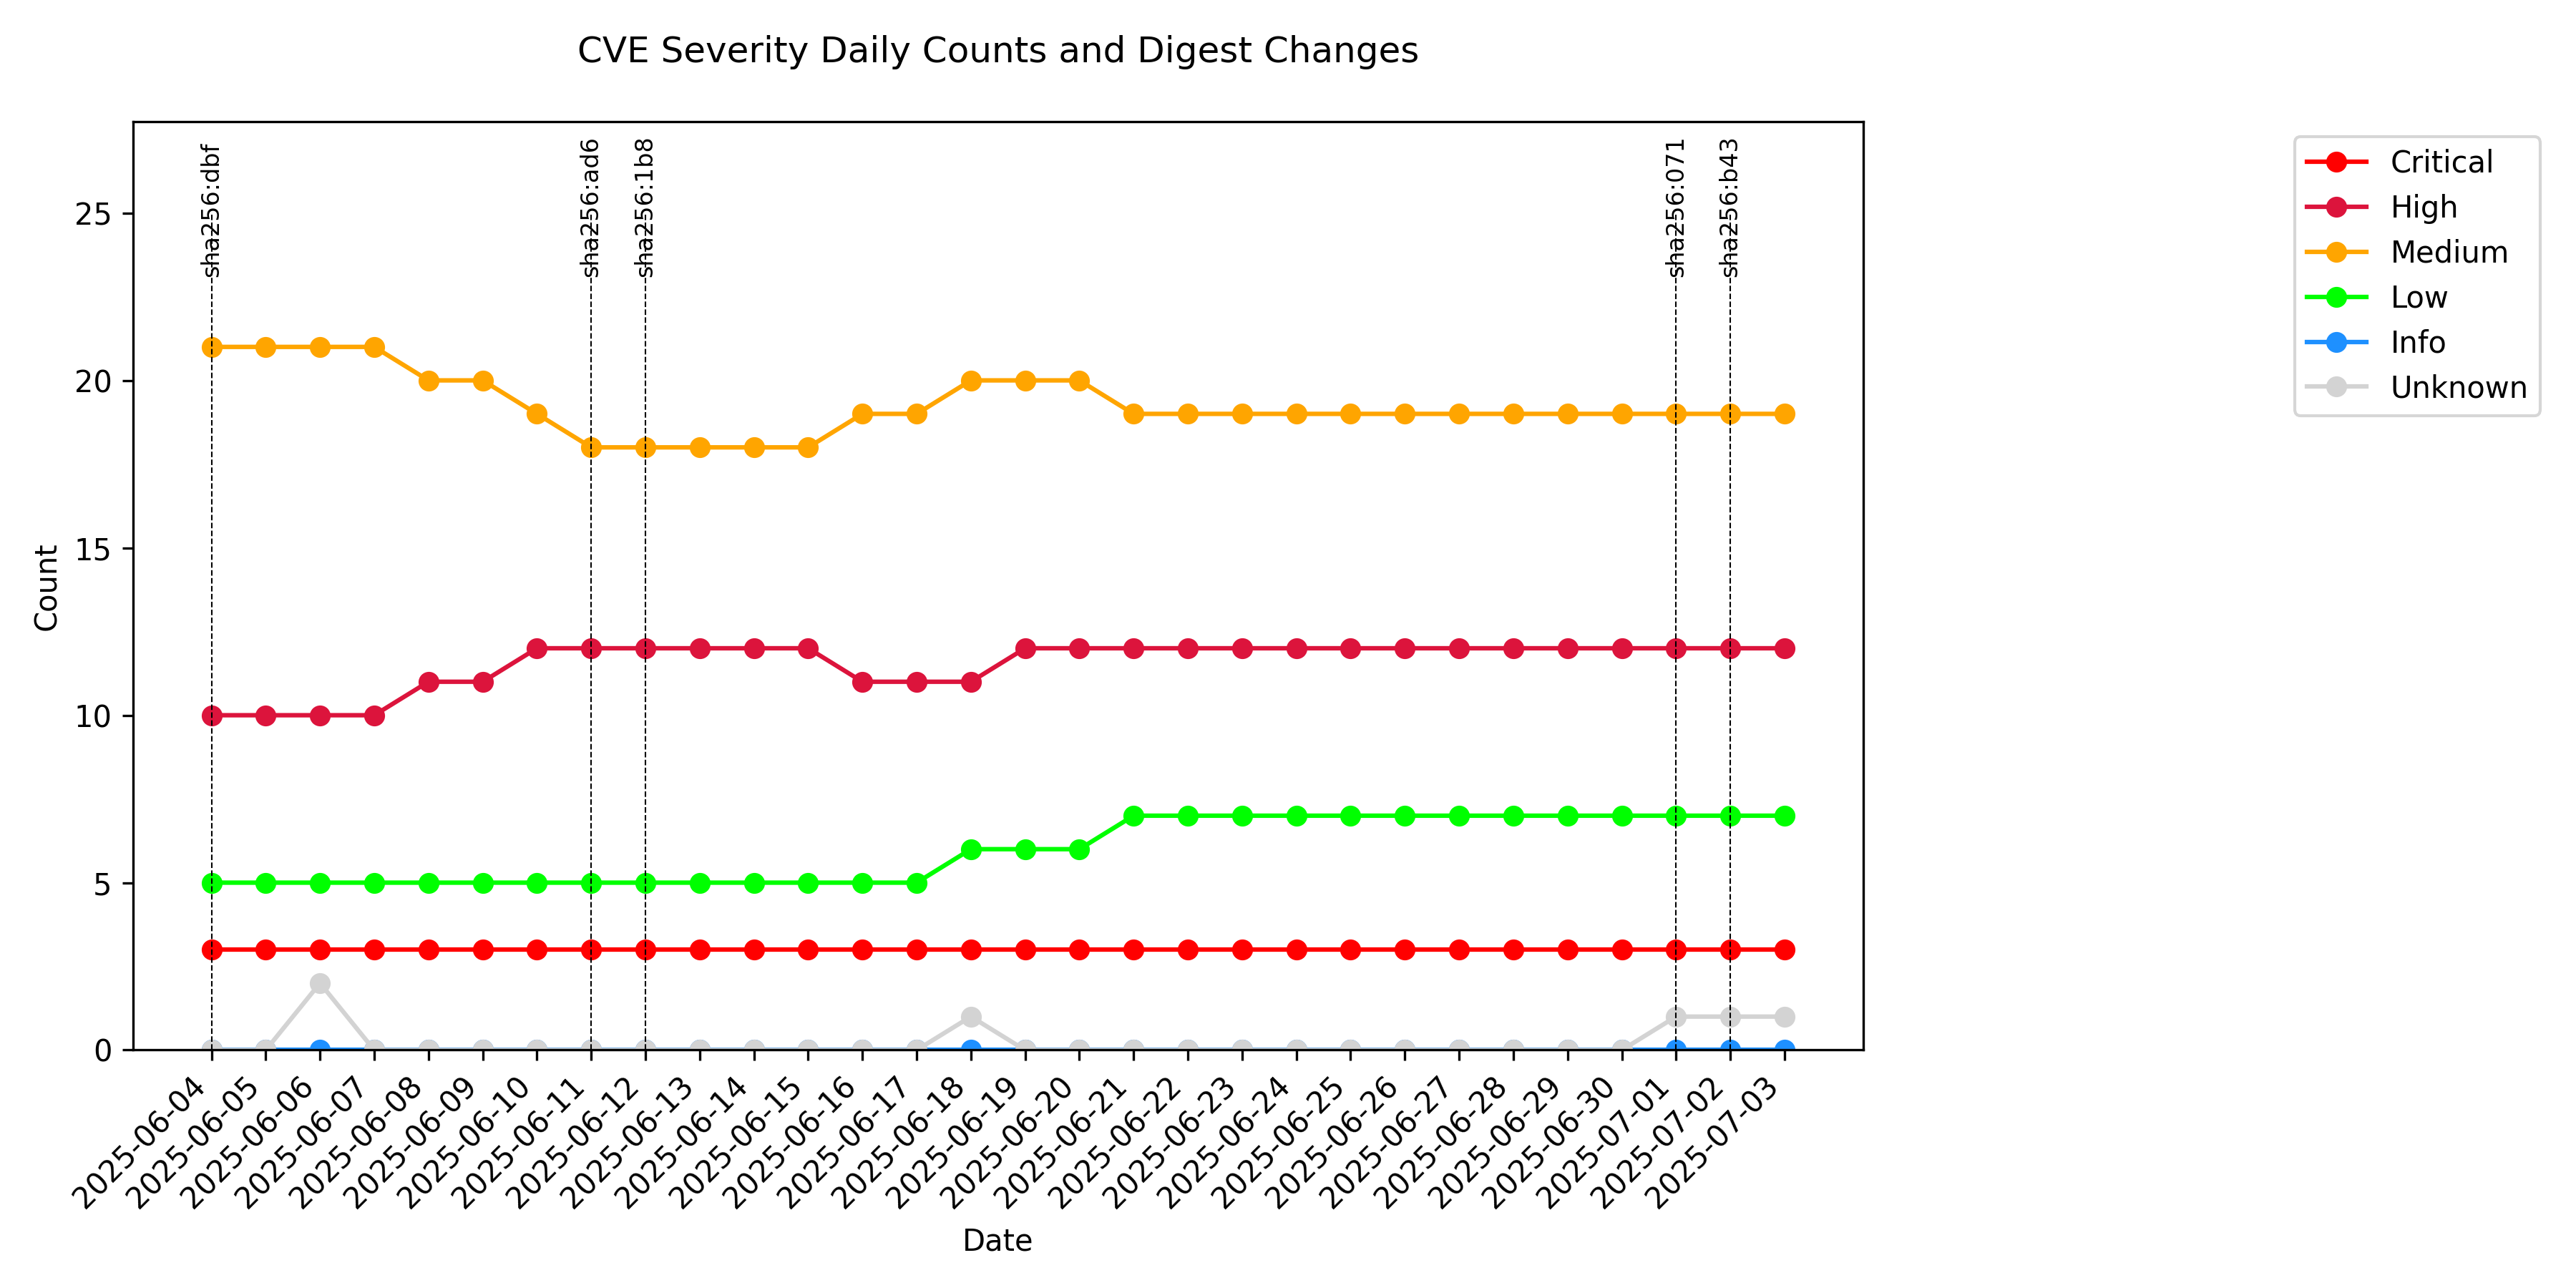 CVE Severity Daily Counts and Digest Changes
sha256:dbf
sha256:ad6
sha256:1b8
sha256:071
sha256:b43
Critical
High
Medium
Low
Info
Unknown
25
20
15
10
5
0
Count
2025-06-04
2025-06-05
2025-06-06
2025-06-07
2025-06-08
2025-06-09
2025-06-10
2025-06-11
2025-06-12
2025-06-13
2025-06-14
2025-06-15
2025-06-16
2025-06-17
2025-06-18
2025-06-19
2025-06-20
2025-06-21
2025-06-22
2025-06-23
2025-06-24
2025-06-25
2025-06-26
2025-06-27
2025-06-28
2025-06-29
2025-06-30
2025-07-01
2025-07-02
2025-07-03
Date